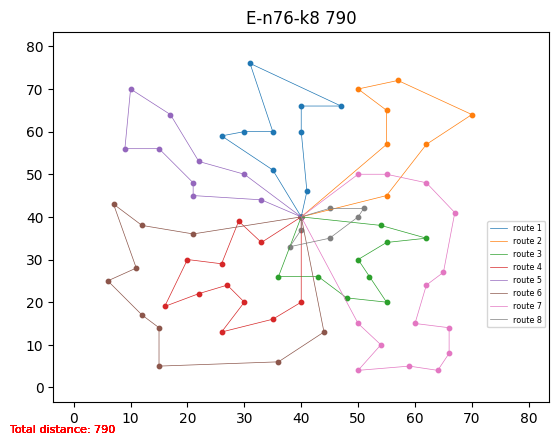 E-n76-k8 790
80
70
60
50
40
30
20
10
0
0 10 20 30 40 50 60 70 80
route 1
route 2
route 3
route 4
route 5
route 6
route 7
route 8
Total distance: 790